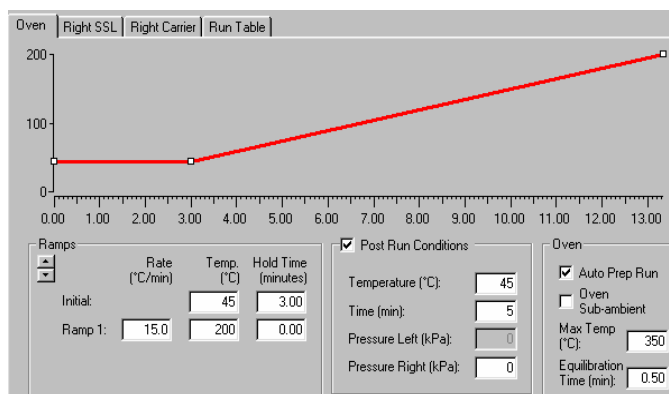 Oven Right SSL Right Carrier Run Table
200
100
0
0.00 1.00 2.00 3.00 4.00 5.00 6.00 7.00 8.00 9.00 10.00 11.00 12.00 13.00
Ramps
Rate (°C/min) Temp. (°C) Hold Time (minutes)
Initial: 45 3.00
Ramp 1: 15.0 200 0.00
Post Run Conditions
Temperature (°C): 45
Time (min): 5
Pressure Left (kPa): 0
Pressure Right (kPa): 0
Oven
Auto Prep Run
Oven
Sub-ambient
Max Temp
(°C): 350
Equilibration
Time (min): 0.50